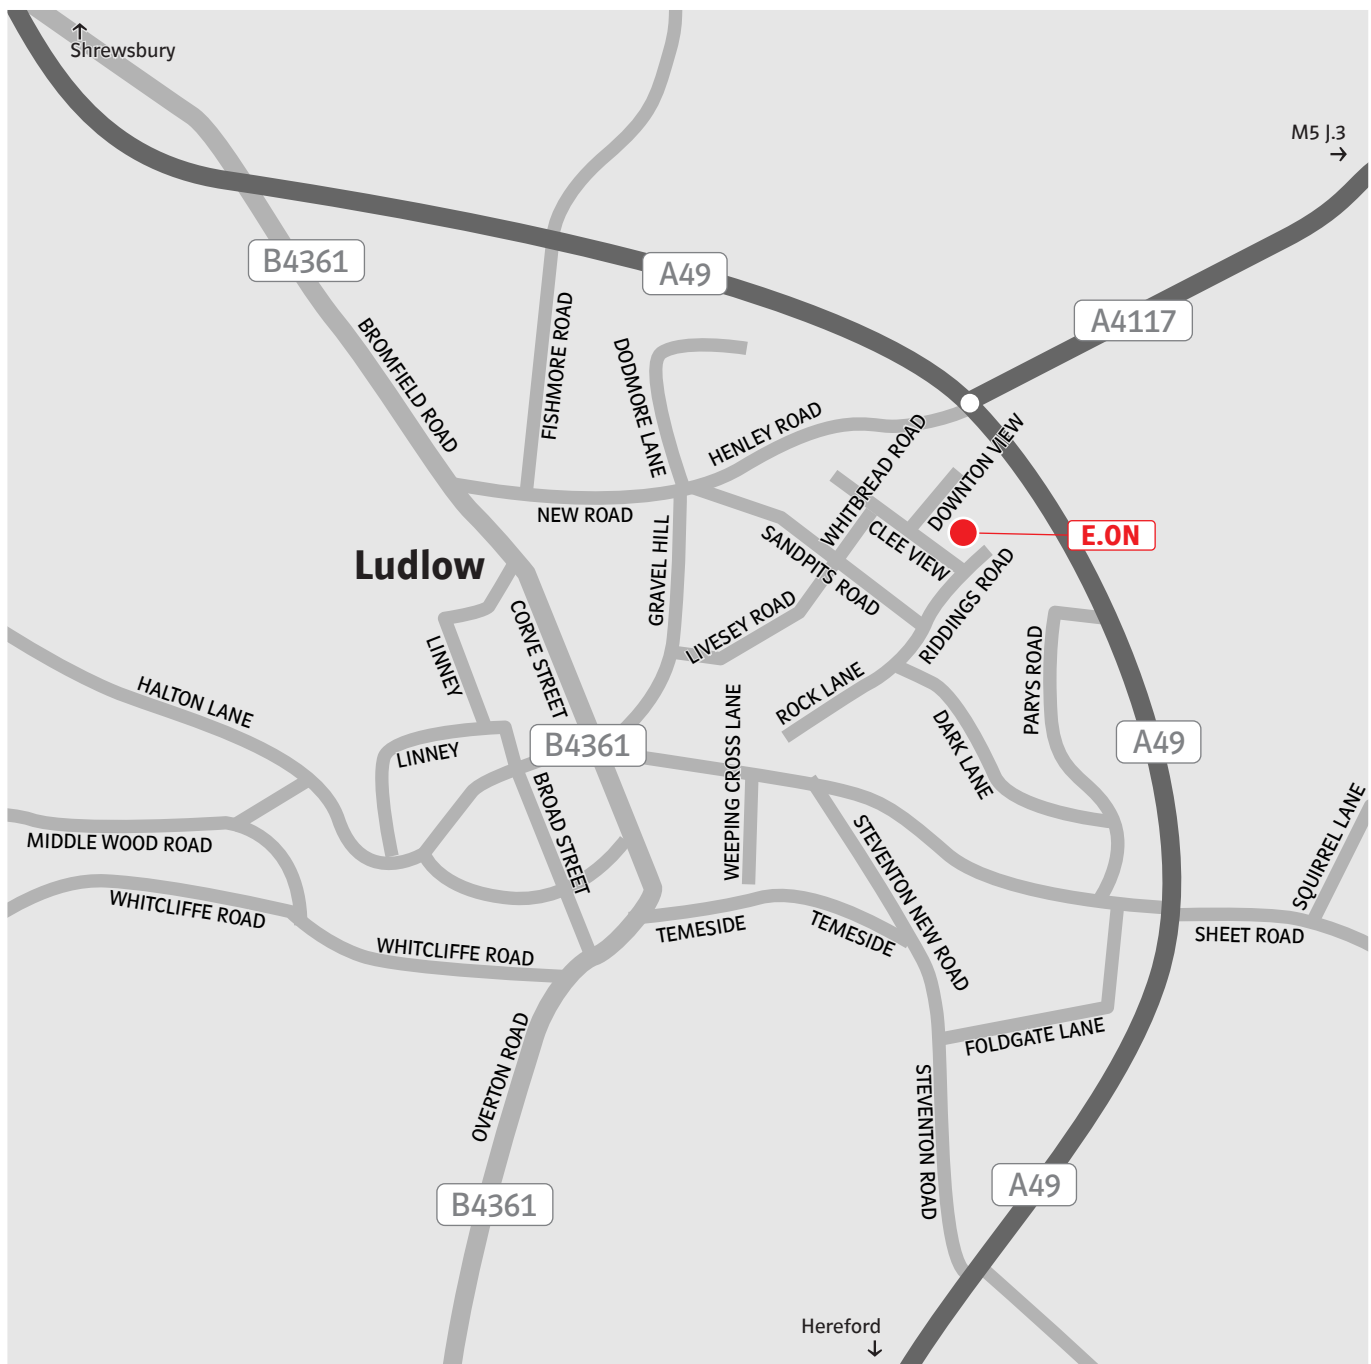 ↑
Shrewsbury
M5 J.3
→
B4361
A49
A4117
BROMFIELD ROAD
FISHMORE ROAD
DODMORE LANE
HENLEY ROAD
WHITBREAD ROAD
DOWNTON VIEW
NEW ROAD
CLEE VIEW
E.ON
SANDPITS ROAD
Ludlow
GRAVEL HILL
RIDDINGS ROAD
LIVESEY ROAD
CORVE STREET
LINNEY
PARYS ROAD
ROCK LANE
HALTON LANE
WEEPING CROSS LANE
DARK LANE
LINNEY
B4361
A49
BROAD STREET
SQUIRREL LANE
MIDDLE WOOD ROAD
STEVENTON NEW ROAD
WHITCLIFFE ROAD
TEMESIDE
TEMESIDE
SHEET ROAD
WHITCLIFFE ROAD
FOLDGATE LANE
OVERTON ROAD
STEVENTON ROAD
A49
B4361
Hereford
↓